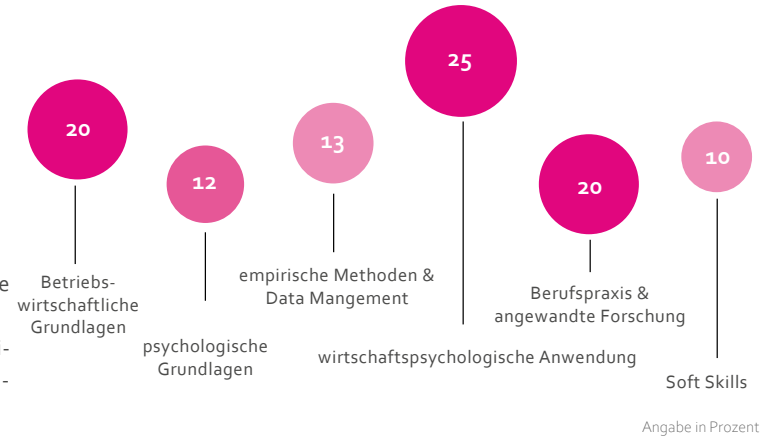 20
Betriebs-
wirtschaftliche
Grundlagen
12
psychologische
Grundlagen
13
empirische Methoden &
Data Mangement
25
wirtschaftspsychologische Anwendung
20
Berufspraxis &
angewandte Forschung
10
Soft Skills
Angabe in Prozent
e
i-
-